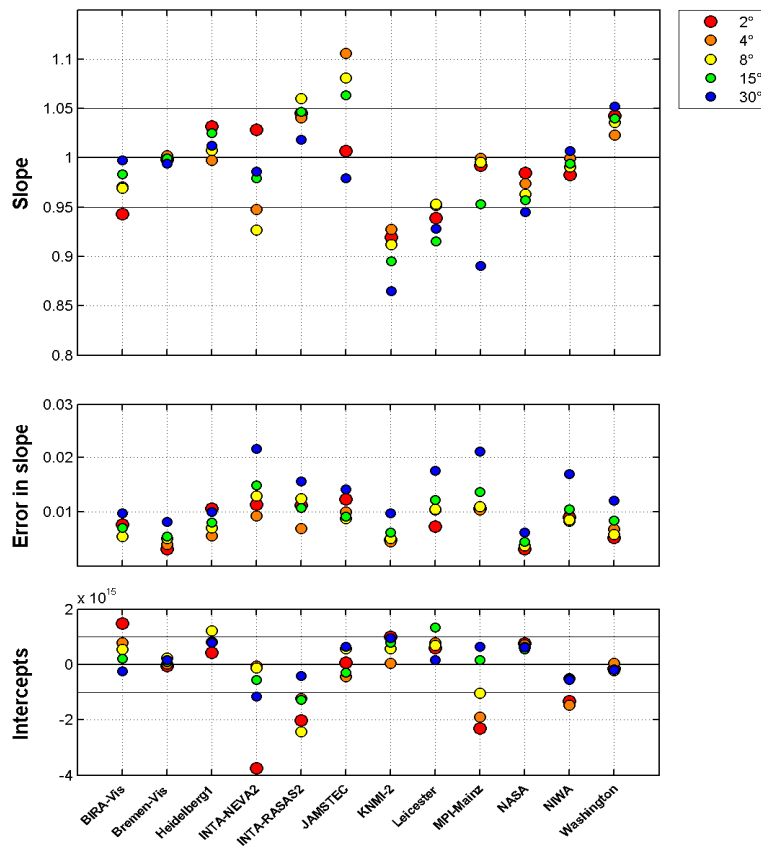 2°
4°
8°
15°
30°
Slope
1.1
1.05
1
0.95
0.9
0.85
0.8
Error in slope
0.03
0.02
0.01
x 10^15
Intercepts
2
0
-2
-4
BIRA-Vis
Bremen-Vis
Heidelberg1
INTA-NEVA2
INTA-RASAS2
JAMSTEC
KNMI-2
Leicester
MPI-Mainz
NASA
NIWA
Washington